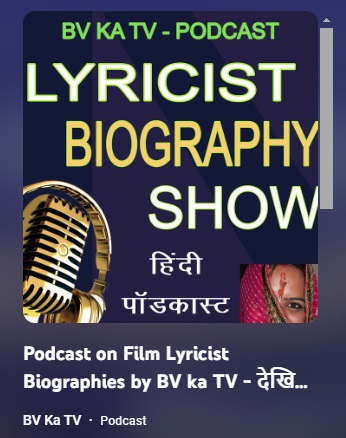 BV KA TV - PODCAST
LYRICIST
BIOGRAPHY
SHOW
हिंदी
पॉडकास्ट
Podcast on Film Lyricist
Biographies by BV ka TV - देखि...
BV Ka TV · Podcast